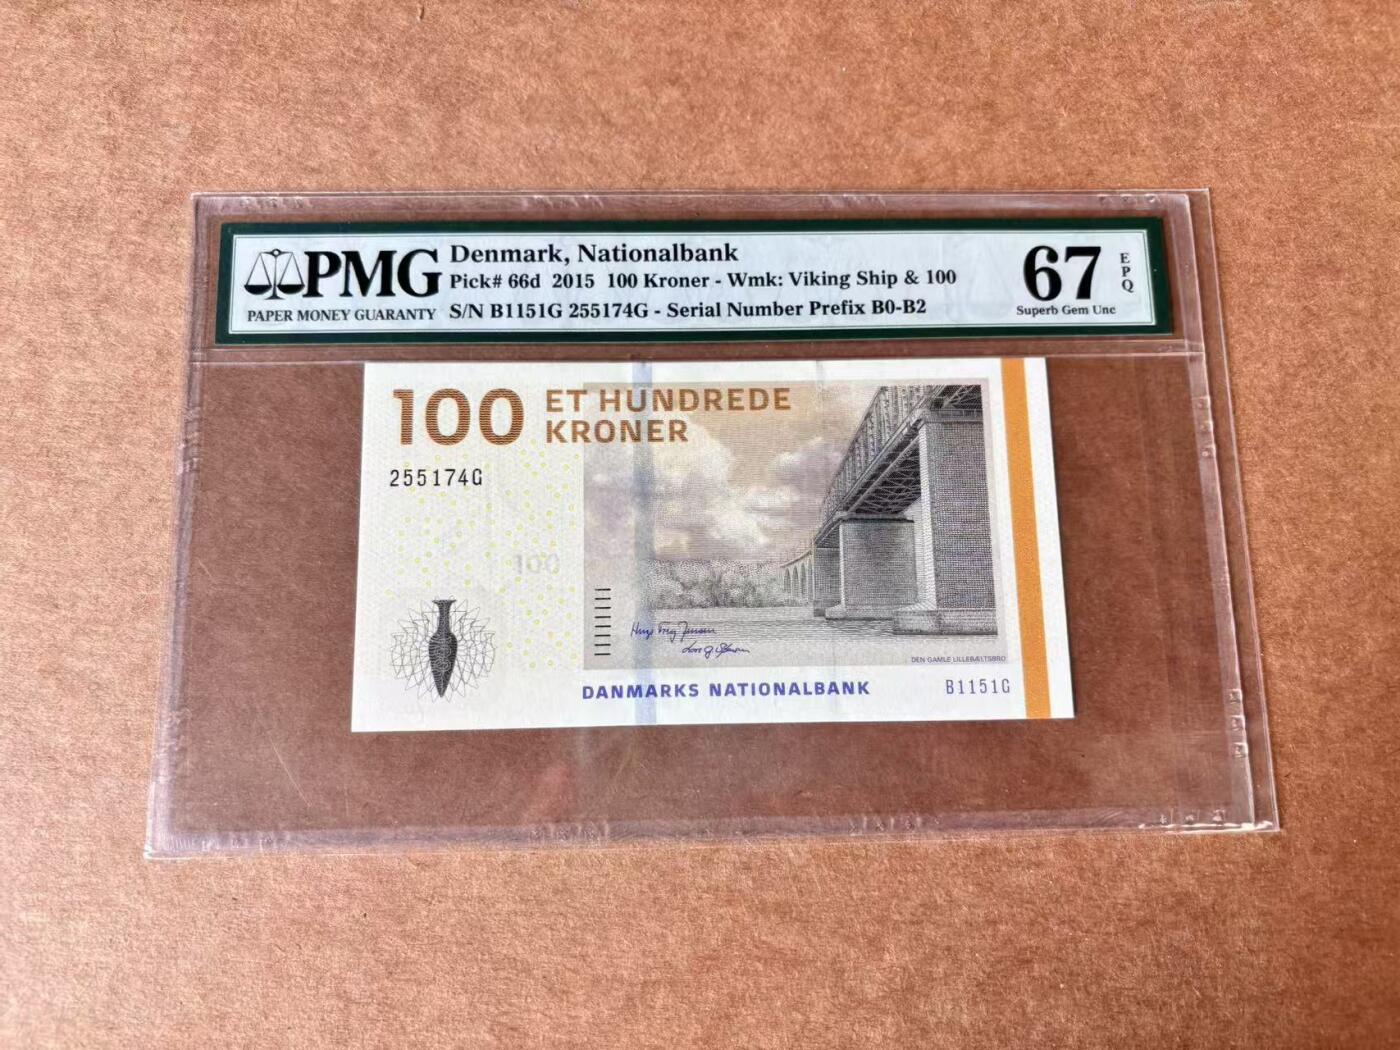 PMG
PAPER MONEY GUARANTY
Denmark, Nationalbank
Pick# 66d 2015 100 Kroner - Wmk: Viking Ship & 100
S/N B1151G 255174G - Serial Number Prefix B0-B2
67
EPQ
Superb Gem Unc
100
ET HUNDREDE
KRONER
255174G
100
DEN GAMLE LILLEBÆLTSBRO
DANMARKS NATIONALBANK
B1151G